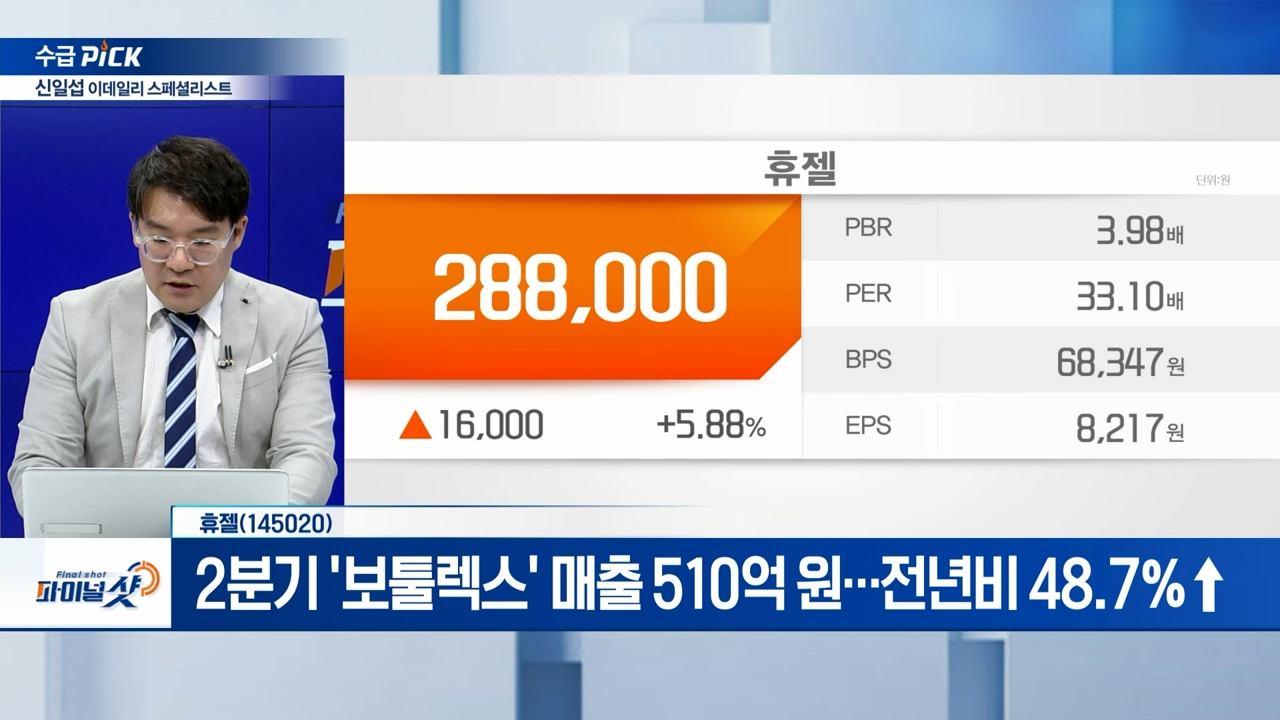 수급 PiCK
신일섭 이데일리 스페셜리스트
휴젤
단위:원
288,000
▲16,000 +5.88%
PBR 3.98배
PER 33.10배
BPS 68,347원
EPS 8,217원
휴젤(145020)
Final shot
파이널샷
2분기 '보툴렉스' 매출 510억 원…전년비 48.7%↑